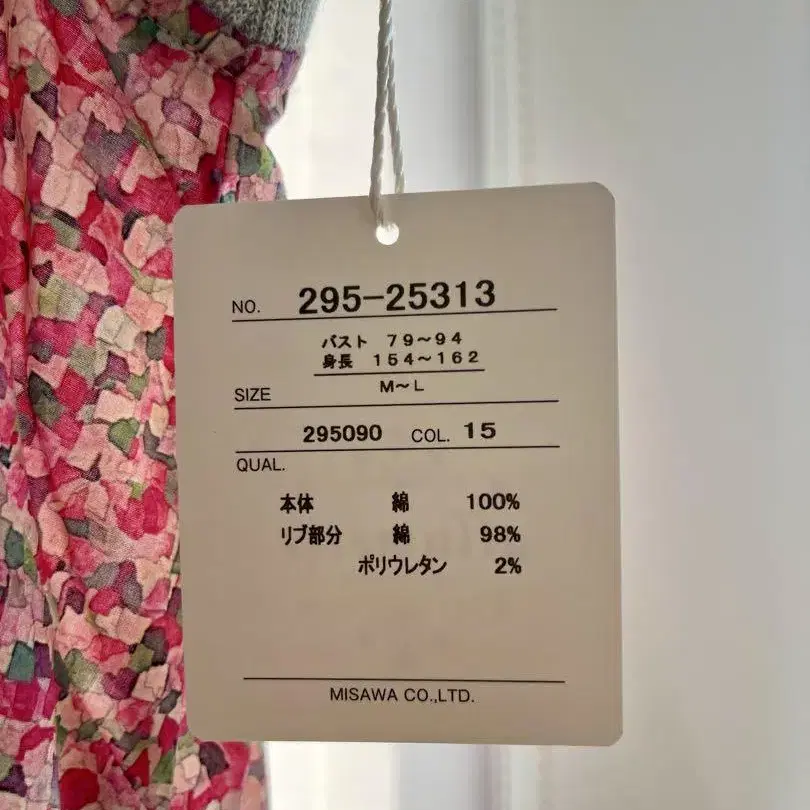 NO. 295-25313
バスト 79~94
身長 154~162
SIZE M~L
295090 COL. 15
QUAL.
本体 綿 100%
リブ部分 綿 98%
ポリウレタン 2%
MISAWA CO.,LTD.